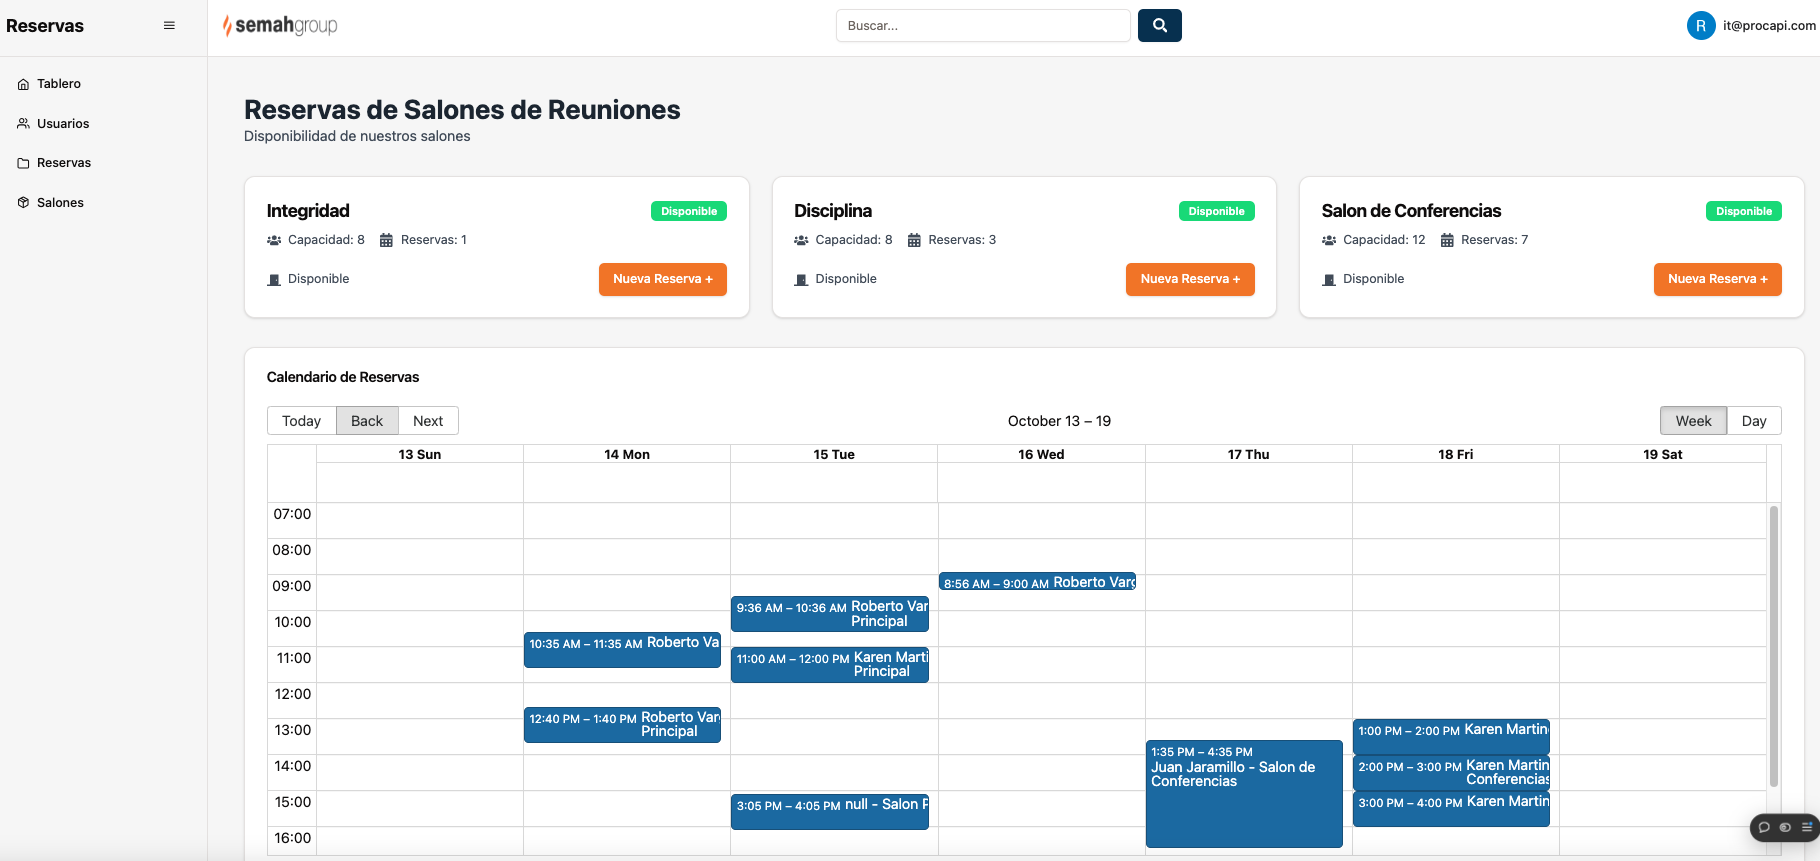 Reservas
semahgroup
Buscar...
R
it@procapi.com
Tablero
Usuarios
Reservas
Salones
Reservas de Salones de Reuniones
Disponibilidad de nuestros salones
Integridad
Disponible
Capacidad: 8
Reservas: 1
Disponible
Nueva Reserva +
Disciplina
Disponible
Capacidad: 8
Reservas: 3
Disponible
Nueva Reserva +
Salon de Conferencias
Disponible
Capacidad: 12
Reservas: 7
Disponible
Nueva Reserva +
Calendario de Reservas
Today
Back
Next
October 13 – 19
Week
Day
13 Sun
14 Mon
15 Tue
16 Wed
17 Thu
18 Fri
19 Sat
07:00
08:00
09:00
10:00
11:00
12:00
13:00
14:00
15:00
16:00
10:35 AM – 11:35 AM Roberto Va
12:40 PM – 1:40 PM Roberto Var
Principal
9:36 AM – 10:36 AM Roberto Var
Principal
11:00 AM – 12:00 PM Karen Marti
Principal
3:05 PM – 4:05 PM null - Salon P
8:56 AM – 9:00 AM Roberto Varg
1:35 PM – 4:35 PM
Juan Jaramillo - Salon de
Conferencias
1:00 PM – 2:00 PM Karen Martin
2:00 PM – 3:00 PM Karen Martin
Conferencias
3:00 PM – 4:00 PM Karen Martin